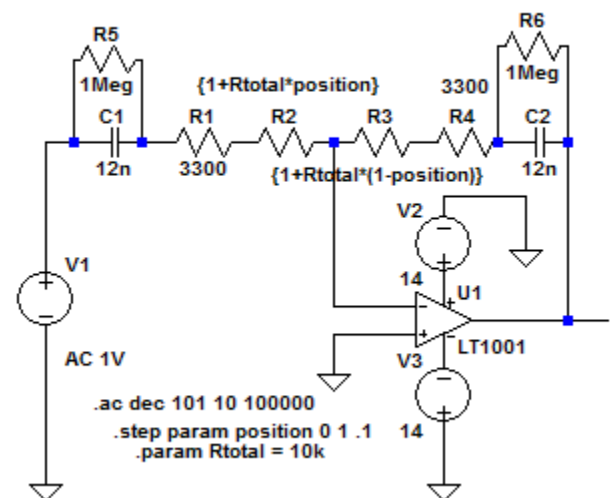 R5
R6
1Meg
{1+Rtotal*position}
3300
1Meg
C1
R1
R2
R3
R4
C2
12n
3300
{1+Rtotal*(1-position)}
12n
V2
V1
+
-
-
+
14
U1
-
+
+
-
LT1001
AC 1V
V3
-
+
14
.ac dec 101 10 100000
.step param position 0 1 .1
.param Rtotal = 10k